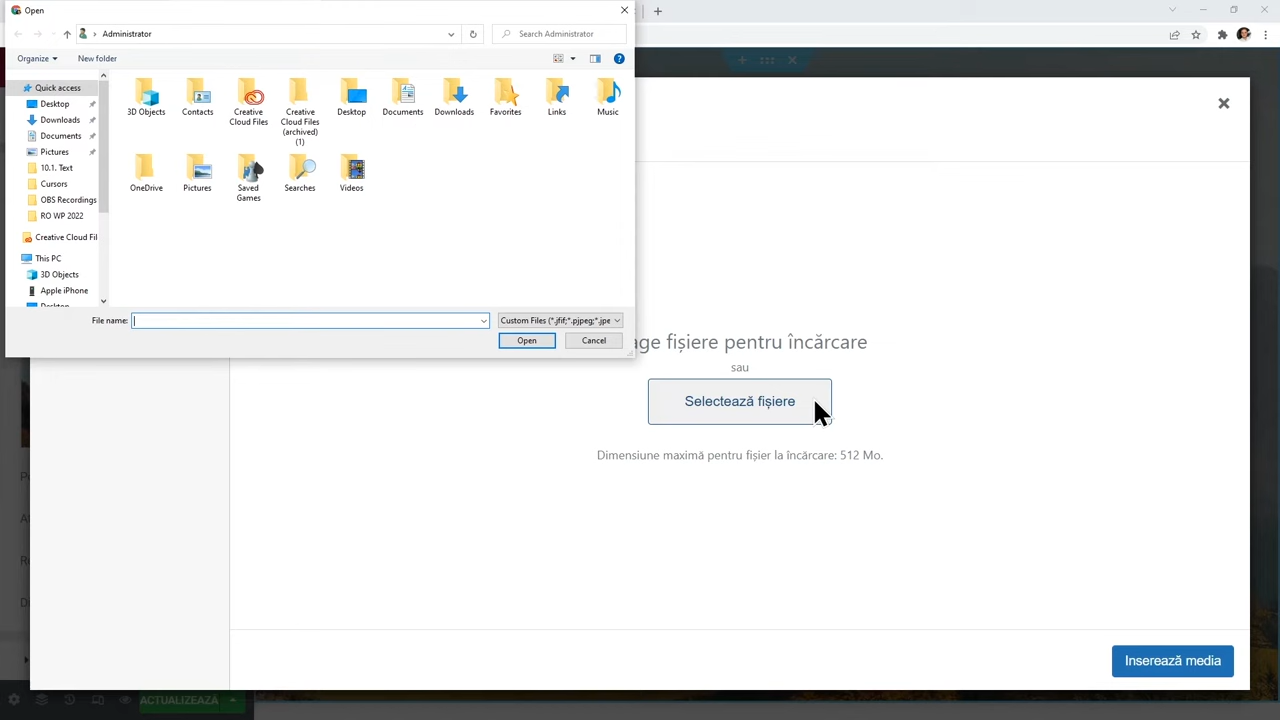 Open
Administrator
Search Administrator
Organize
New folder
Quick access
Desktop
Downloads
Documents
Pictures
10.1. Text
Cursors
OBS Recordings
RO WP 2022
Creative Cloud Fil
This PC
3D Objects
Apple iPhone
Desktop
3D Objects
Contacts
Creative
Cloud Files
Creative
Cloud Files
(archived)
(1)
Desktop
Documents
Downloads
Favorites
Links
Music
OneDrive
Pictures
Saved
Games
Searches
Videos
File name:
Custom Files (*.jfif;*.pjpeg;*.jpe
Open
Cancel
age fișiere pentru încărcare
sau
Selectează fișiere
Dimensiune maximă pentru fișier la încărcare: 512 Mo.
Inserează media
ACTUALIZEAZĂ